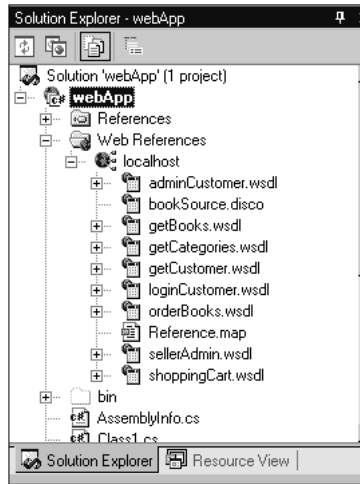 Solution Explorer - webApp
Solution 'webApp' (1 project)
webApp
References
Web References
localhost
adminCustomer.wsdl
bookSource.disco
getBooks.wsdl
getCategories.wsdl
getCustomer.wsdl
loginCustomer.wsdl
orderBooks.wsdl
Reference.map
sellerAdmin.wsdl
shoppingCart.wsdl
bin
AssemblyInfo.cs
Class1.cs
Solution Explorer Resource View